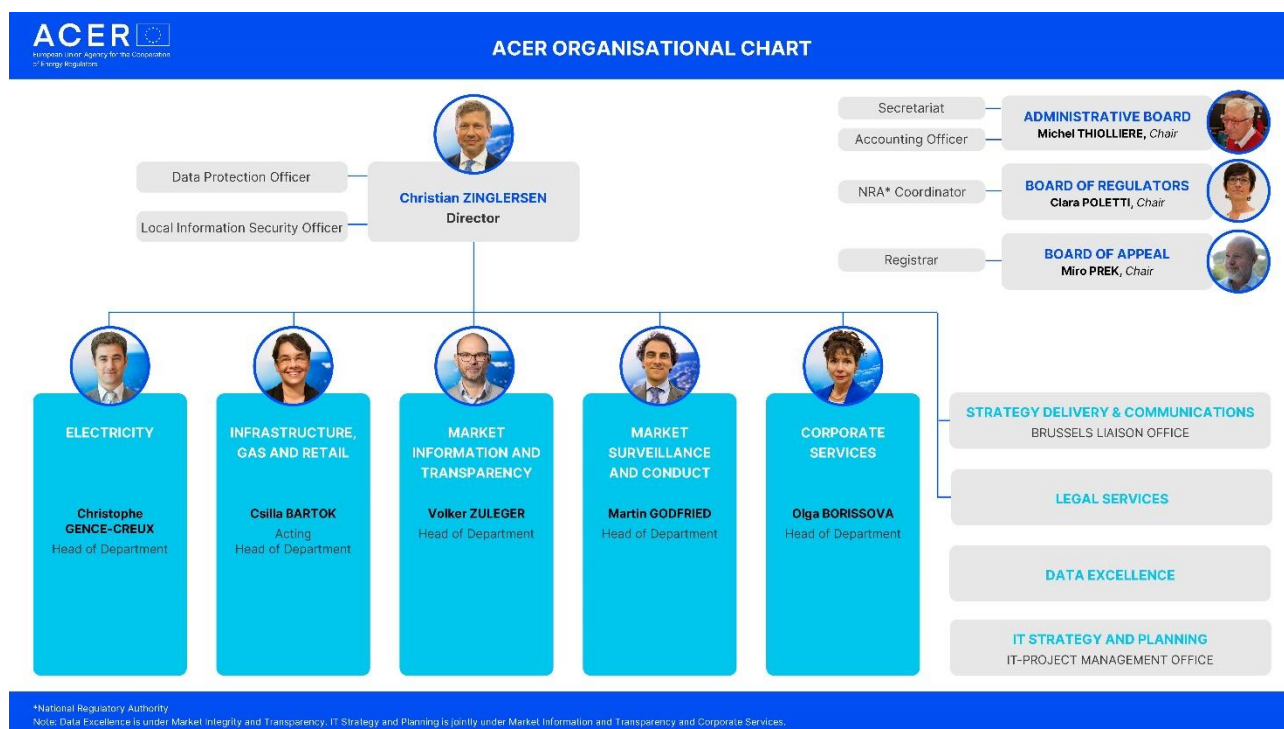 ACER
European Union Agency for the Cooperation
of Energy Regulators
ACER ORGANISATIONAL CHART
Christian ZINGLERSEN
Director
Data Protection Officer
Local Information Security Officer
Secretariat
Accounting Officer
ADMINISTRATIVE BOARD
Michel THIOLLIERE, Chair
NRA* Coordinator
BOARD OF REGULATORS
Clara POLETTI, Chair
Registrar
BOARD OF APPEAL
Miro PREK, Chair
ELECTRICITY
Christophe
GENCE-CREUX
Head of Department
INFRASTRUCTURE,
GAS AND RETAIL
Csilla BARTOK
Acting
Head of Department
MARKET
INFORMATION AND
TRANSPARENCY
Volker ZULEGER
Head of Department
MARKET
SURVEILLANCE
AND CONDUCT
Martin GODFRIED
Head of Department
CORPORATE
SERVICES
Olga BORISSOVA
Head of Department
STRATEGY DELIVERY & COMMUNICATIONS
BRUSSELS LIAISON OFFICE
LEGAL SERVICES
DATA EXCELLENCE
IT STRATEGY AND PLANNING
IT-PROJECT MANAGEMENT OFFICE
*National Regulatory Authority
Note: Data Excellence is under Market Integrity and Transparency. IT Strategy and Planning is jointly under Market Information and Transparency and Corporate Services.